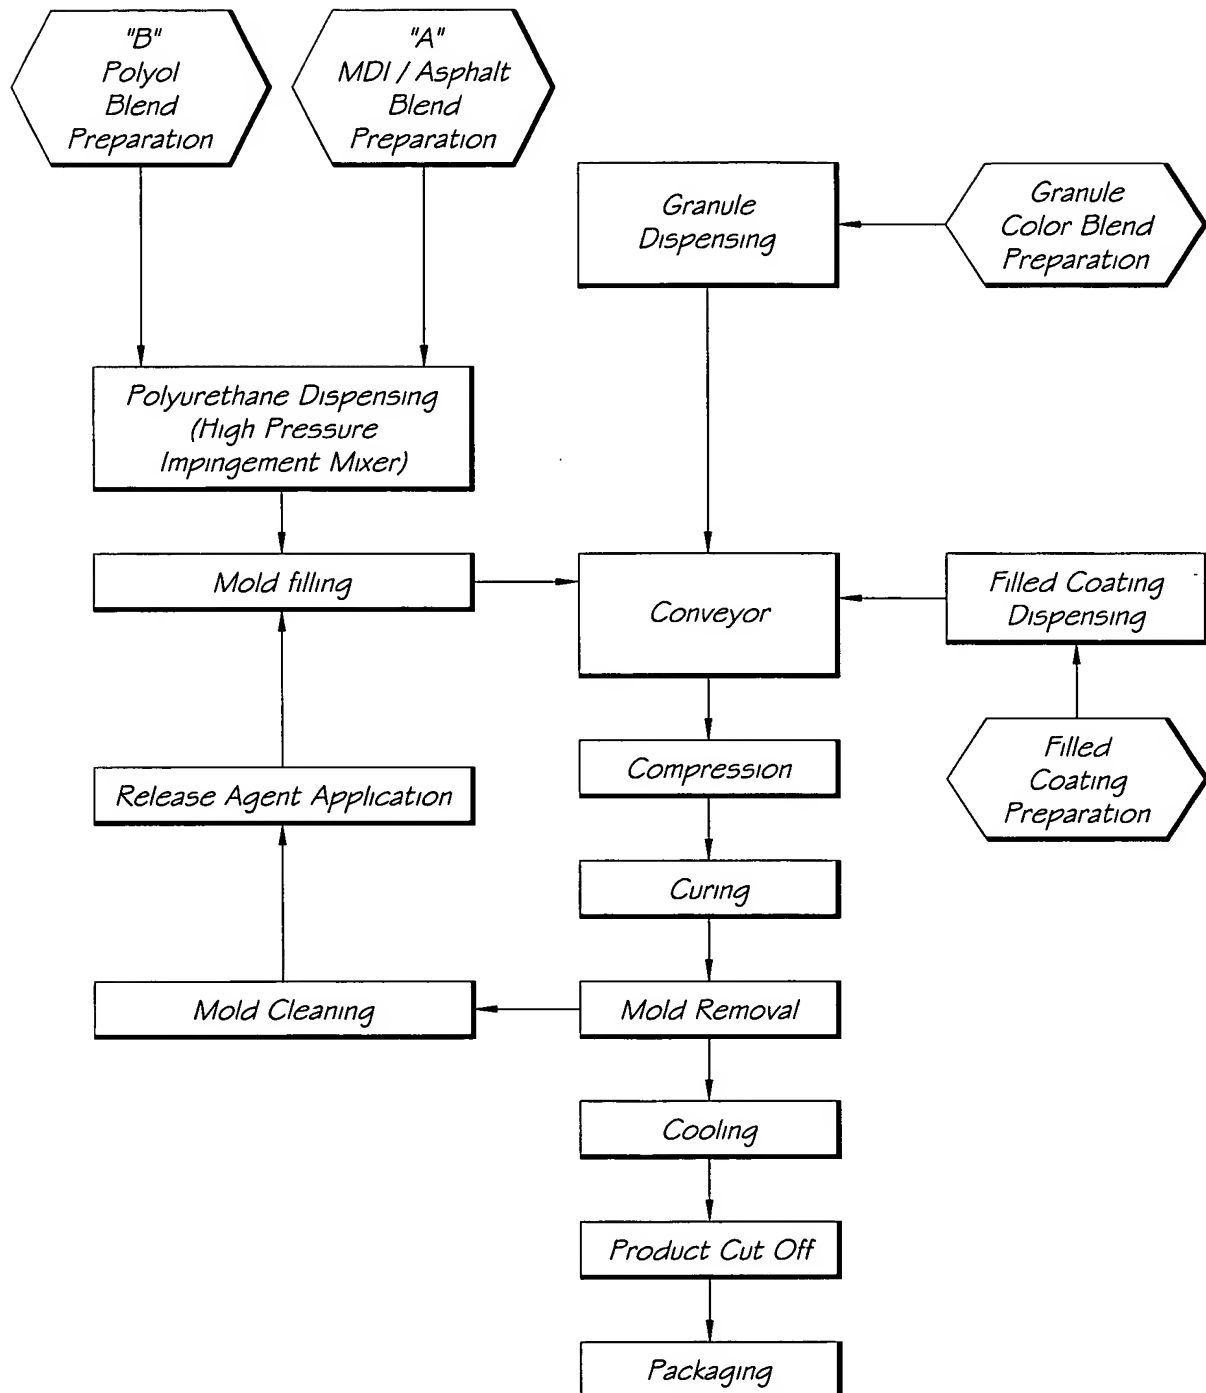 "B"
Polyol
Blend
Preparation
"A"
MDI / Asphalt
Blend
Preparation
Granule
Dispensing
Granule
Color Blend
Preparation
Polyurethane Dispensing
(High Pressure
Impingement Mixer)
Mold filling
Conveyor
Filled Coating
Dispensing
Compression
Filled
Coating
Preparation
Release Agent Application
Curing
Mold Cleaning
Mold Removal
Cooling
Product Cut Off
Packaging